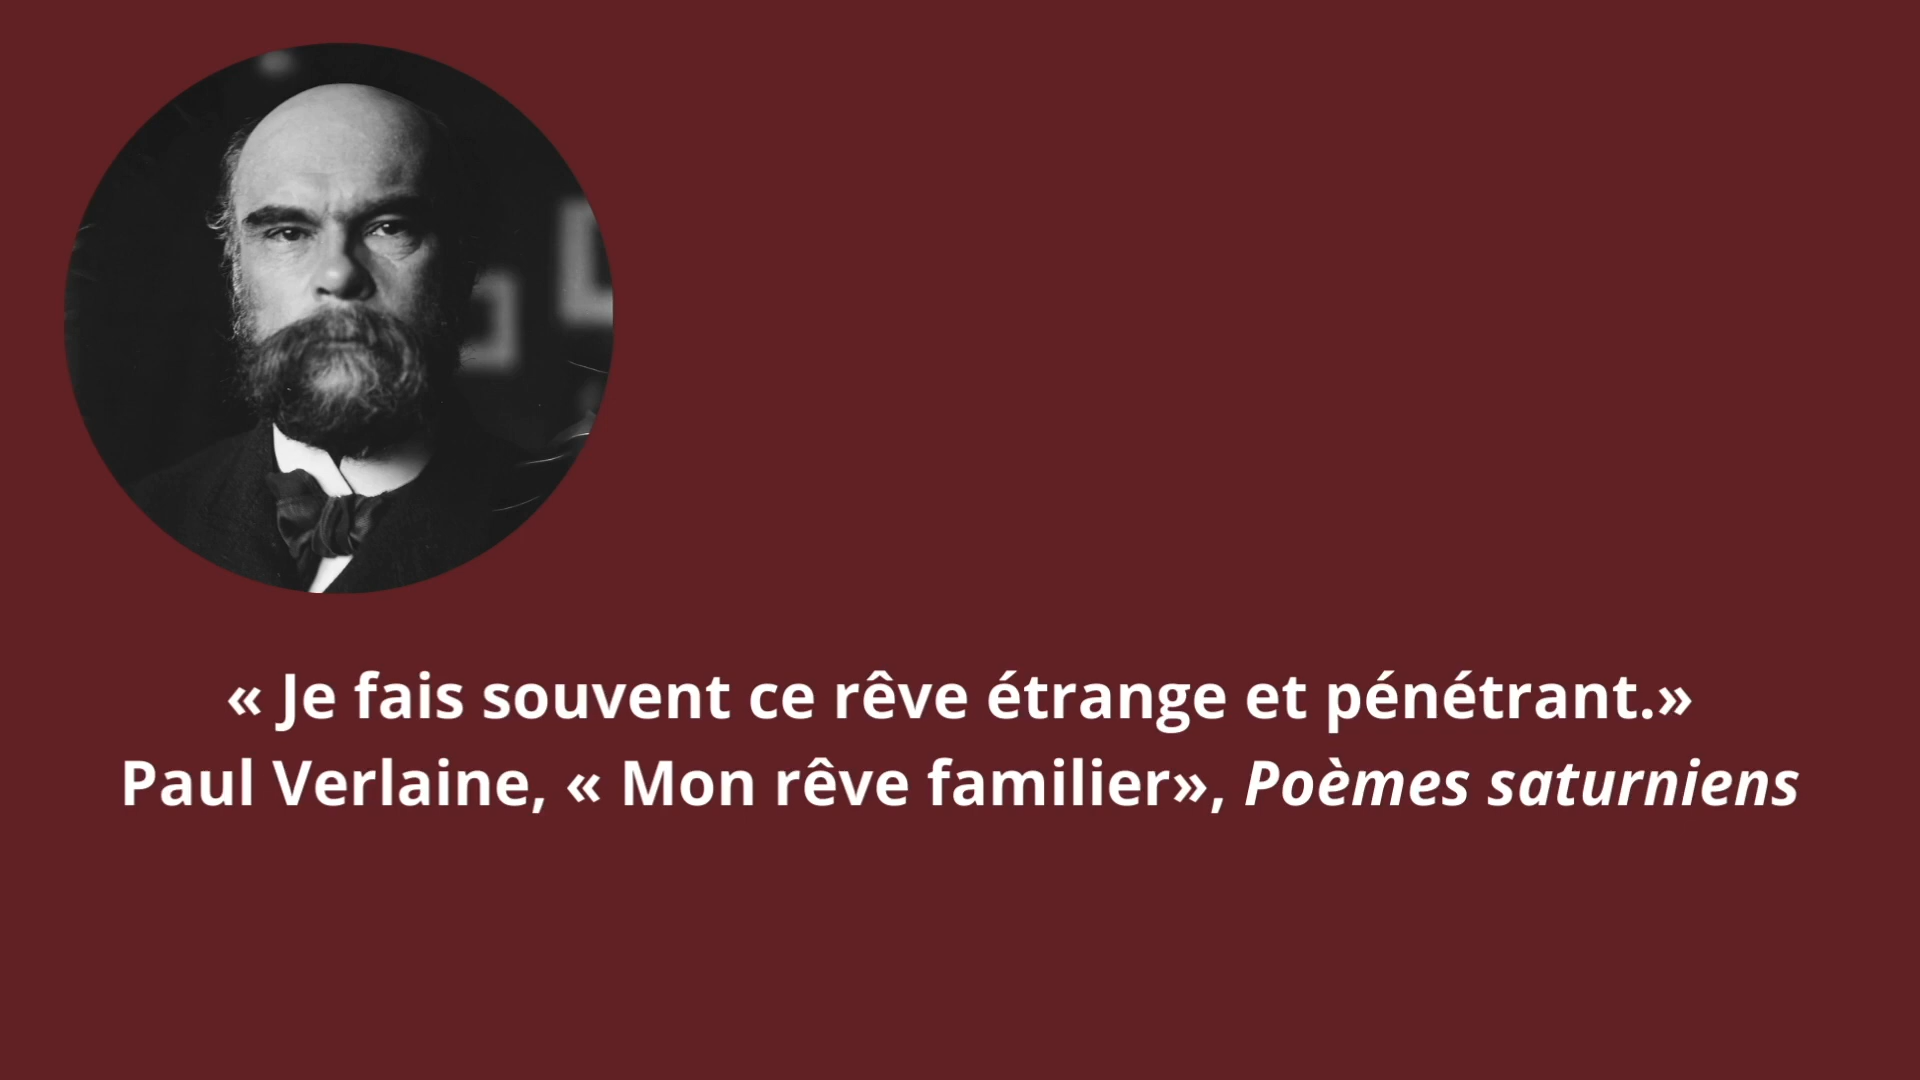 « Je fais souvent ce rêve étrange et pénétrant.»
Paul Verlaine, « Mon rêve familier», Poèmes saturniens